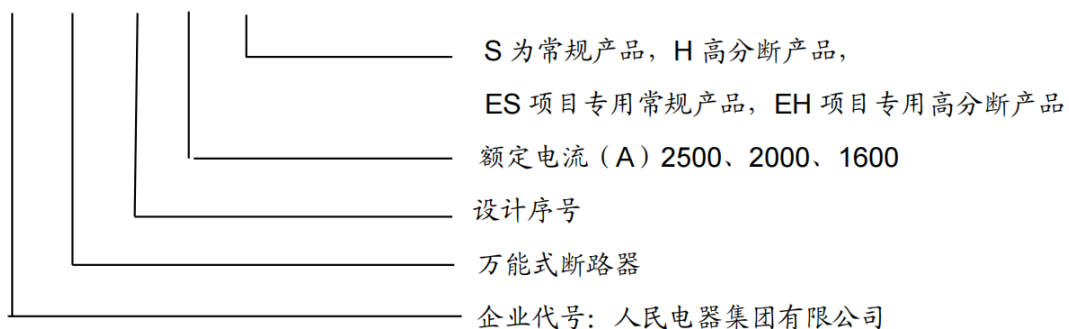 S 为常规产品，H 高分断产品，
ES 项目专用常规产品，EH 项目专用高分断产品
额定电流（A）2500、2000、1600
设计序号
万能式断路器
企业代号：人民电器集团有限公司